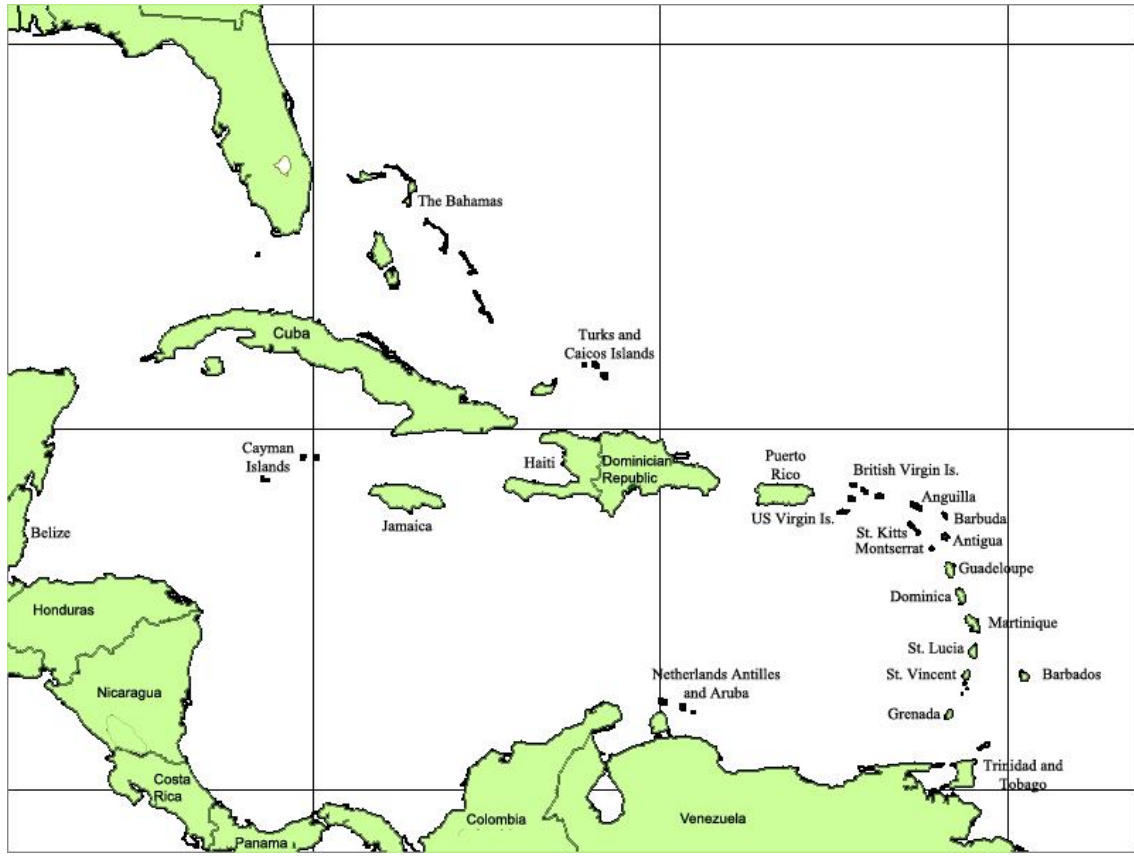 The Bahamas
Cuba
Turks and
Caicos Islands
Cayman
Islands
Haiti
Dominician
Republic
Puerto
Rico
British Virgin Is.
Anguilla
US Virgin Is.
Barbuda
St. Kitts
Montserrat
Antigua
Jamaica
Belize
Guadeloupe
Dominica
Honduras
Martinique
St. Lucia
Nicaragua
Netherlands Antilles
and Aruba
St. Vincent
Barbados
Grenada
Costa
Rica
Trinidad and
Tobago
Colombia
Venezuela
Panama